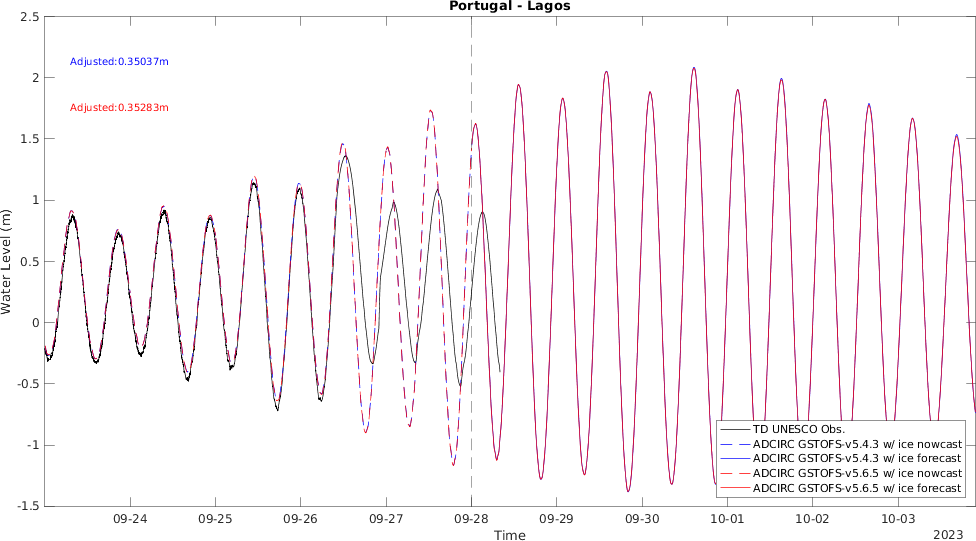 Portugal - Lagos
2.5
2
1.5
1
0.5
0
-0.5
-1
-1.5
Water Level (m)
Adjusted:0.35037m
Adjusted:0.35283m
TD UNESCO Obs.
ADCIRC GSTOFS-v5.4.3 w/ ice nowcast
ADCIRC GSTOFS-v5.4.3 w/ ice forecast
ADCIRC GSTOFS-v5.6.5 w/ ice nowcast
ADCIRC GSTOFS-v5.6.5 w/ ice forecast
09-24 09-25 09-26 09-27 09-28 09-29 09-30 10-01 10-02 10-03
Time
2023